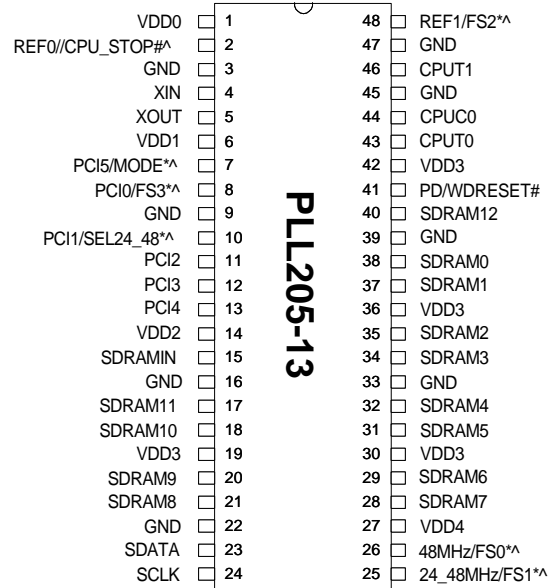 VDD0 1 48 REF1/FS2*^
REF0//CPU_STOP#^ 2 47 GND
GND 3 46 CPUT1
XIN 4 45 GND
XOUT 5 44 CPUC0
VDD1 6 43 CPUT0
PCI5/MODE*^ 7 42 VDD3
PCI0/FS3*^ 8 41 PD/WDRESET#
GND 9 40 SDRAM12
PCI1/SEL24_48*^ 10 39 GND
PCI2 11 38 SDRAM0
PCI3 12 37 SDRAM1
PCI4 13 36 VDD3
VDD2 14 35 SDRAM2
SDRAMIN 15 34 SDRAM3
GND 16 33 GND
SDRAM11 17 32 SDRAM4
SDRAM10 18 31 SDRAM5
VDD3 19 30 VDD3
SDRAM9 20 29 SDRAM6
SDRAM8 21 28 SDRAM7
GND 22 27 VDD4
SDATA 23 26 48MHz/FS0*^
SCLK 24 25 24_48MHz/FS1*^
PLL205-13